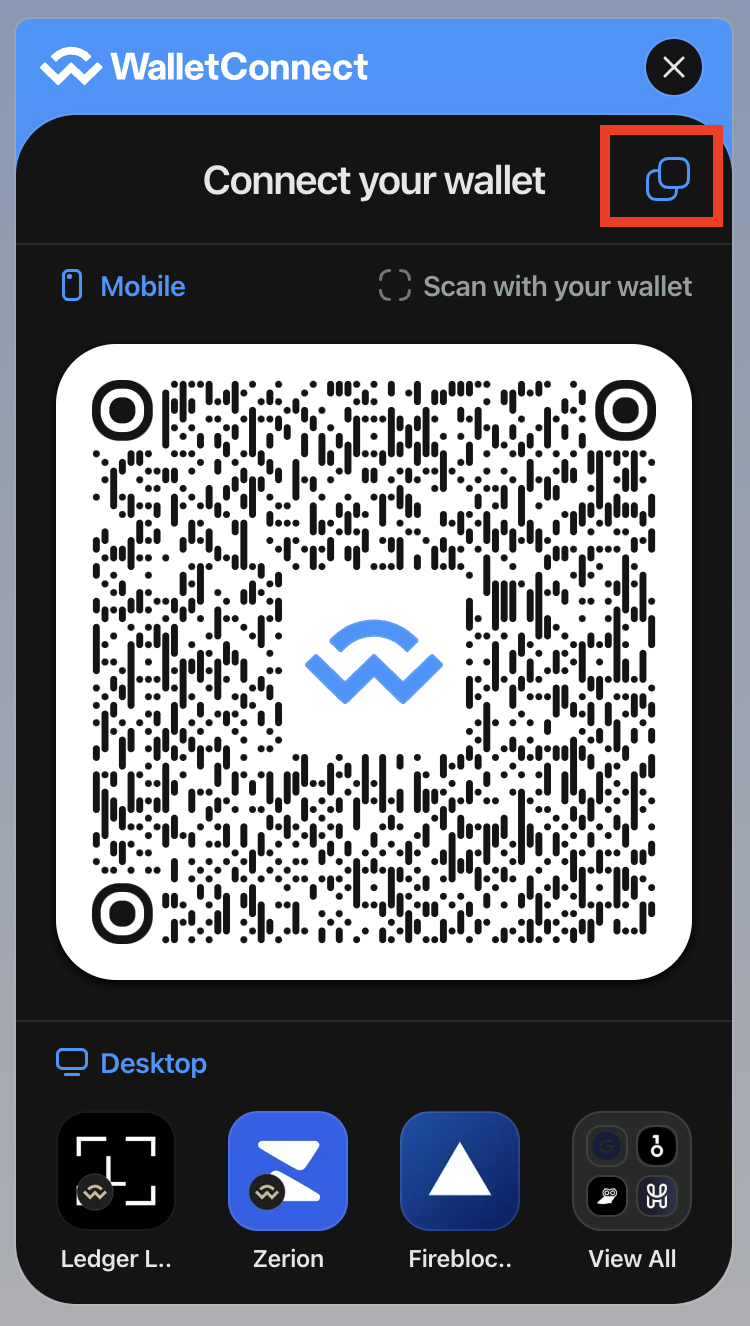 WalletConnect
Connect your wallet
Mobile
Scan with your wallet
Desktop
Ledger L..
Zerion
Firebloc..
View All